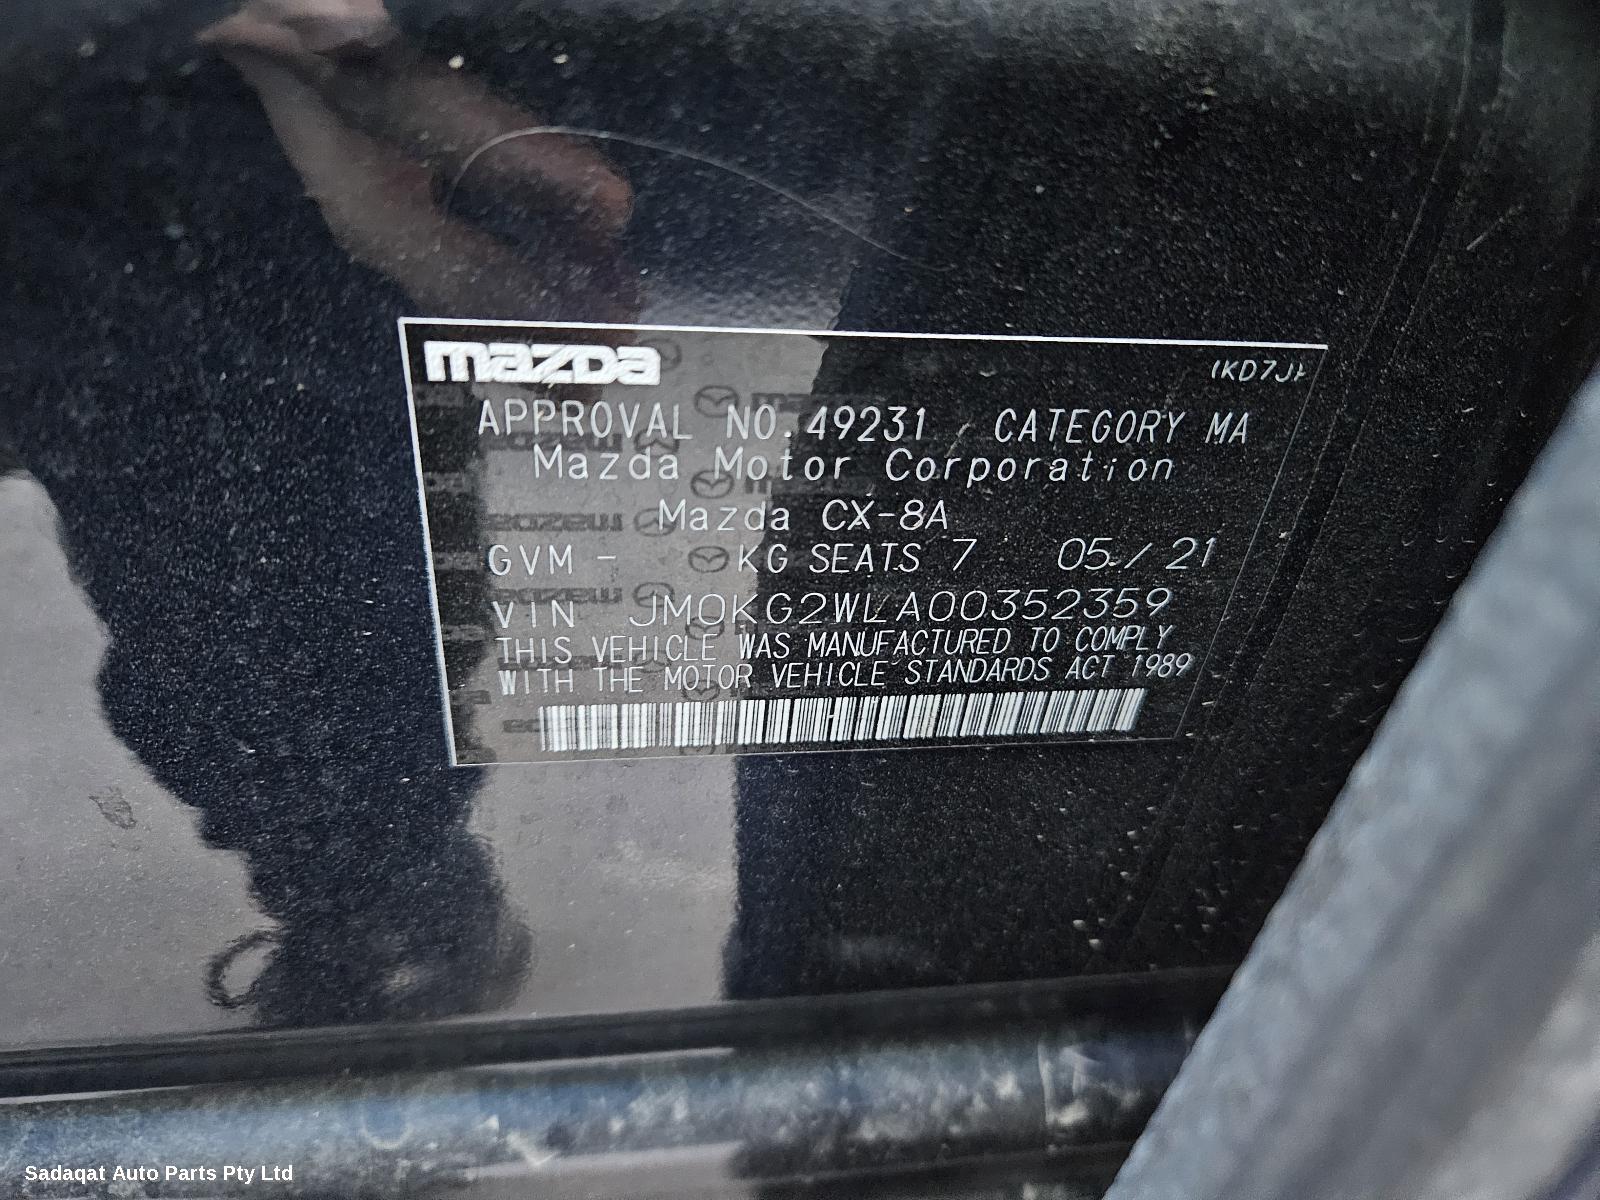 mazda
(KD7J)
APPROVAL NO.49231 CATEGORY MA
Mazda Motor Corporation
Mazda CX-8A
GVM - KG SEATS 7 05/21
VIN JM0KG2WLA00352359
THIS VEHICLE WAS MANUFACTURED TO COMPLY
WITH THE MOTOR VEHICLE STANDARDS ACT 1989
Sadaqat Auto Parts Pty Ltd